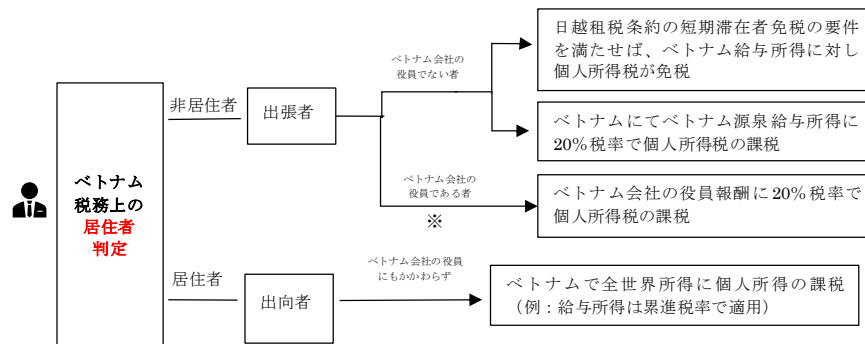 ベトナム
税務上の
居住者
判定
非居住者
出張者
ベトナム会社の
役員でない者
日越租税条約の短期滞在者免税の要件
を満たせば、ベトナム給与所得に対し
個人所得税が免税
ベトナムにてベトナム源泉給与所得に
20%税率で個人所得税の課税
ベトナム会社の
役員である者
※
ベトナム会社の役員報酬に20%税率で
個人所得税の課税
居住者
出向者
ベトナム会社の役員
にもかかわらず
ベトナムで全世界所得に個人所得の課税
（例：給与所得は累進税率で適用）